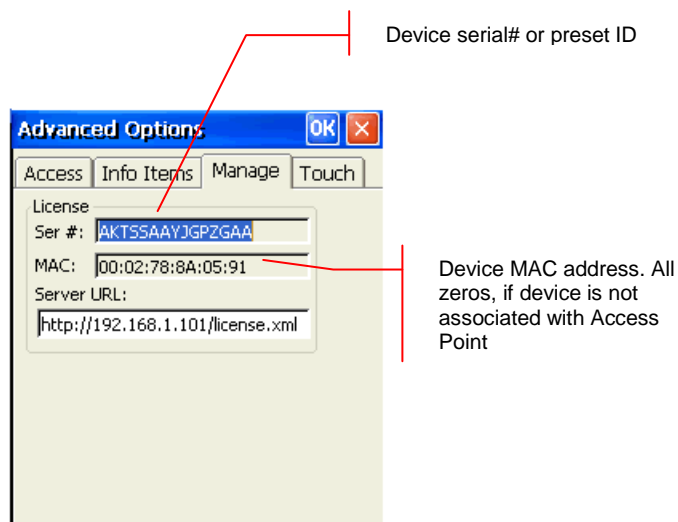 Device serial# or preset ID
Advanced Options OK
Access Info Items Manage Touch
License
Ser #: AKTSSAAYJGPZGAA
MAC: 00:02:78:8A:05:91
Server URL:
http://192.168.1.101/license.xml
Device MAC address. All
zeros, if device is not
associated with Access
Point